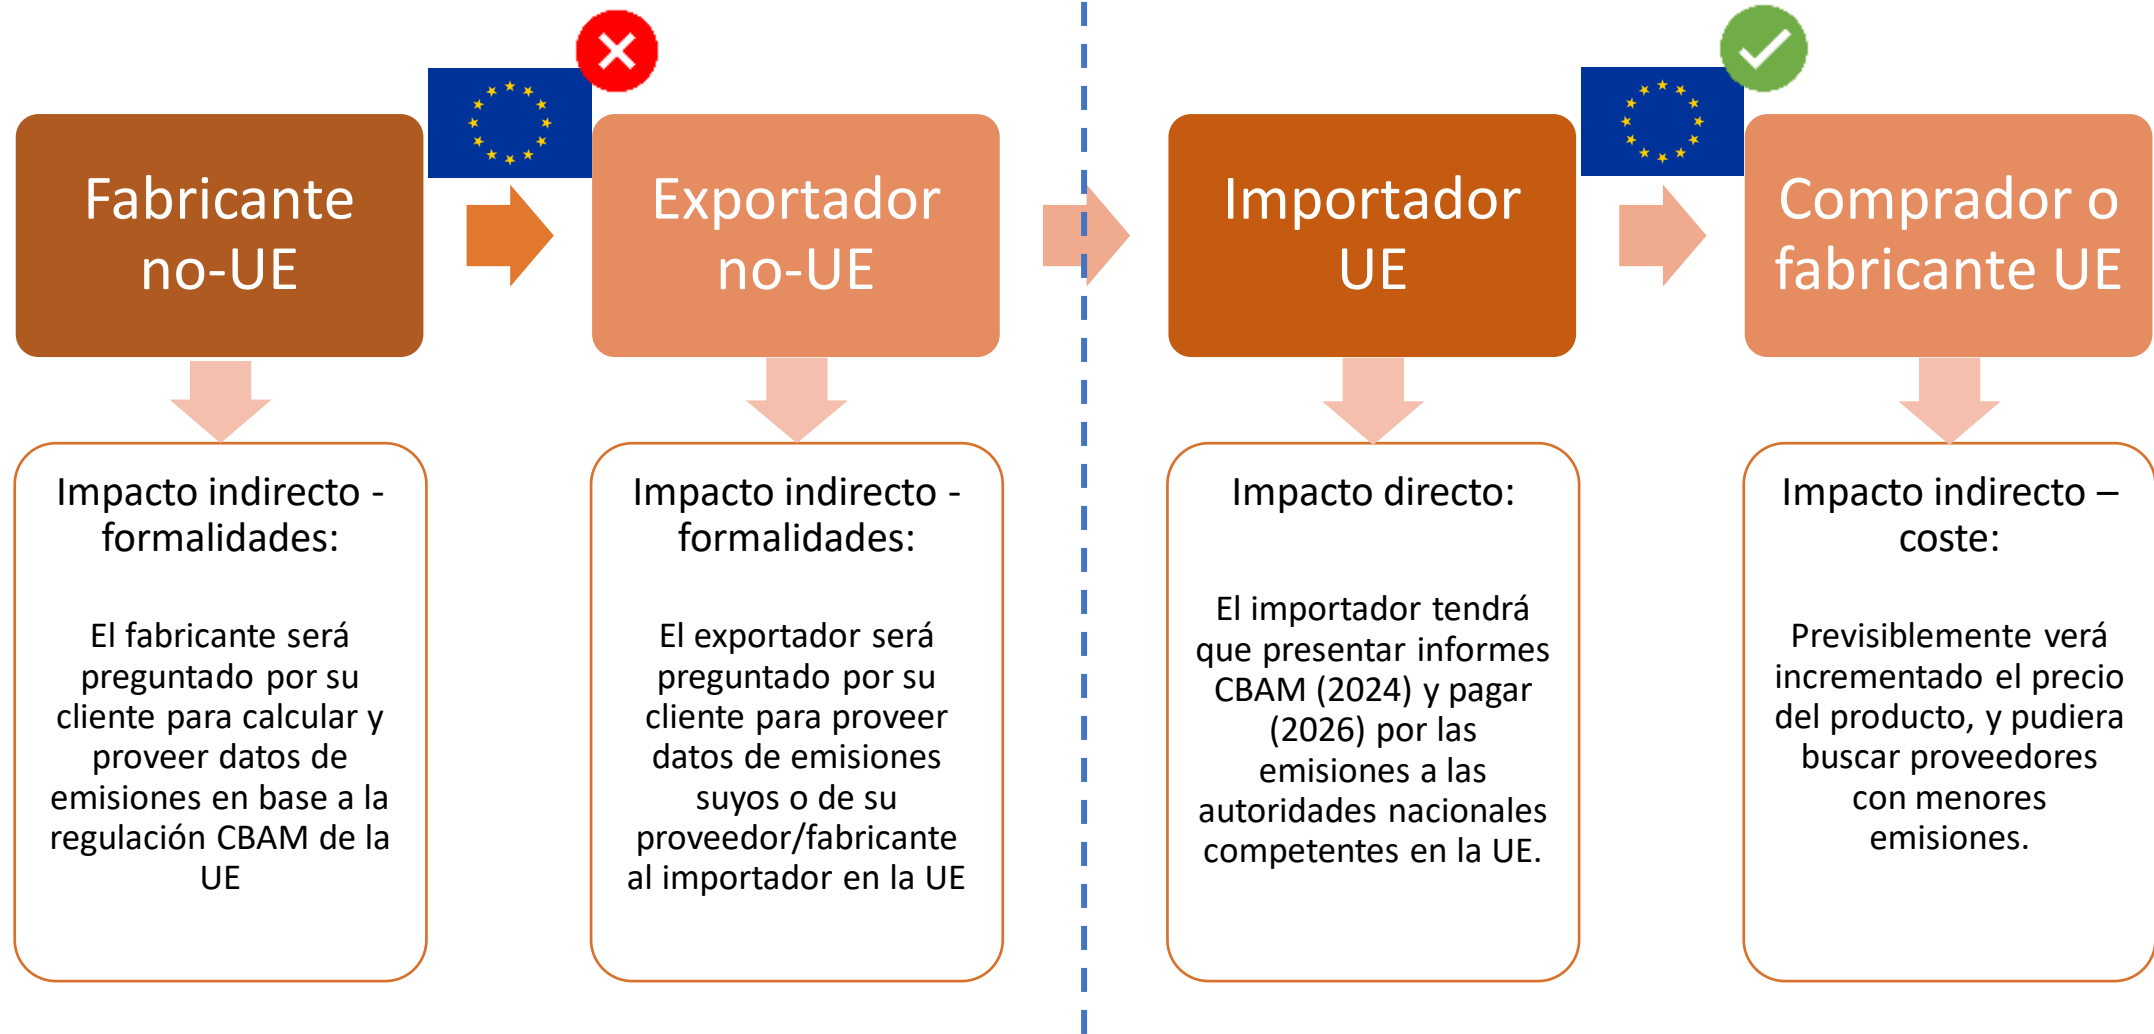 Fabricante
no-UE
Exportador
no-UE
Importador
UE
Comprador o
fabricante UE
Impacto indirecto -
formalidades:
El fabricante será
preguntado por su
cliente para calcular y
proveer datos de
emisiones en base a la
regulación CBAM de la
UE
Impacto indirecto -
formalidades:
El exportador será
preguntado por su
cliente para proveer
datos de emisiones
suyos o de su
proveedor/fabricante
al importador en la UE
Impacto directo:
El importador tendrá
que presentar informes
CBAM (2024) y pagar
(2026) por las
emisiones a las
autoridades nacionales
competentes en la UE.
Impacto indirecto –
coste:
Previsiblemente verá
incrementado el precio
del producto, y pudiera
buscar proveedores
con menores
emisiones.